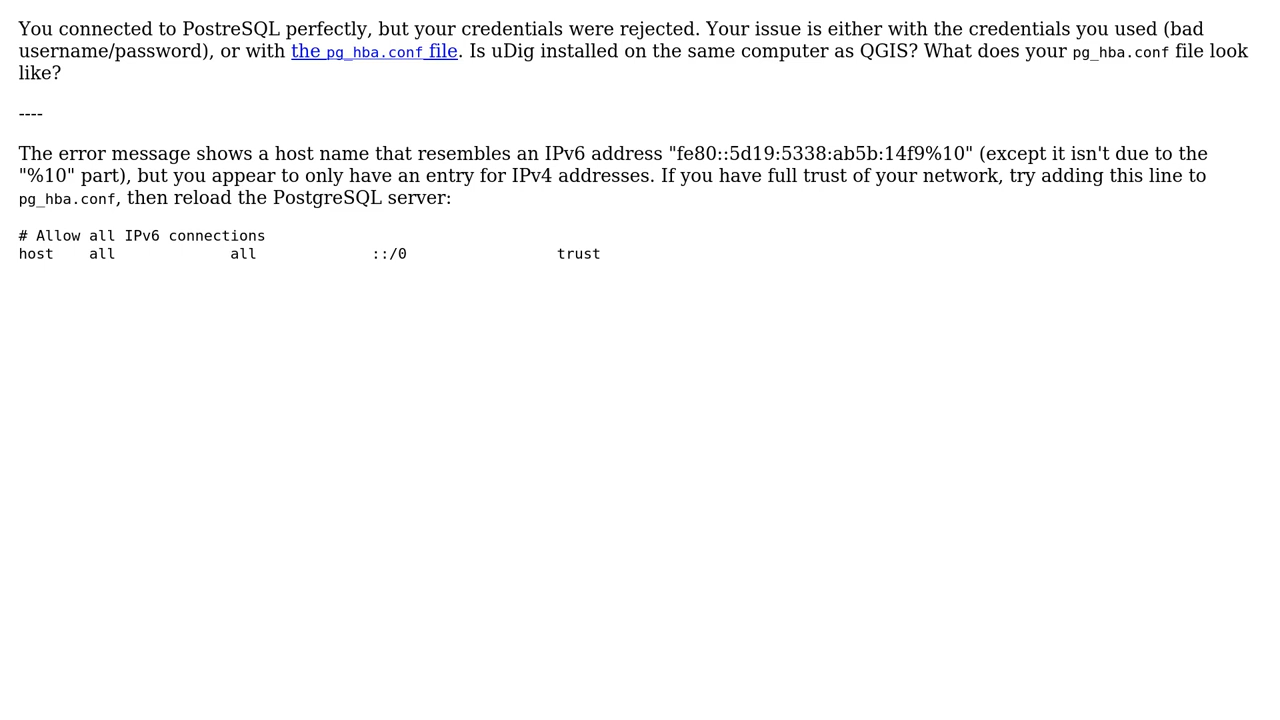 You connected to PostreSQL perfectly, but your credentials were rejected. Your issue is either with the credentials you used (bad
username/password), or with the pg_hba.conf file. Is uDig installed on the same computer as QGIS? What does your pg_hba.conf file look
like?
----
The error message shows a host name that resembles an IPv6 address "fe80::5d19:5338:ab5b:14f9%10" (except it isn't due to the
"%10" part), but you appear to only have an entry for IPv4 addresses. If you have full trust of your network, try adding this line to
pg_hba.conf, then reload the PostgreSQL server:
# Allow all IPv6 connections
host    all             all             ::/0                 trust